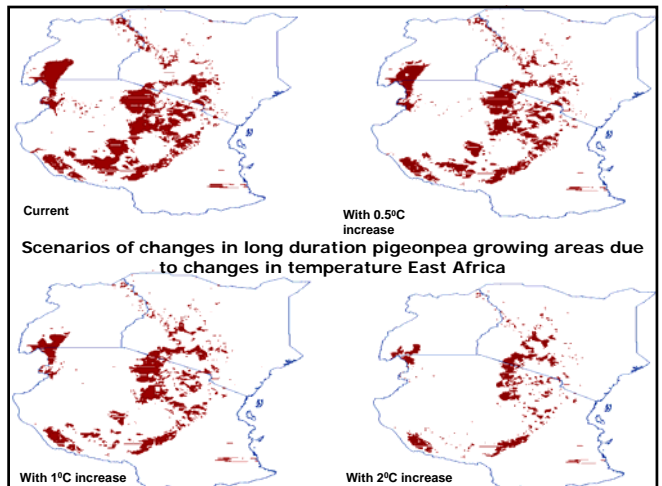 Current
With 0.5⁰C
increase
Scenarios of changes in long duration pigeonpea growing areas due
to changes in temperature East Africa
With 1⁰C increase
With 2⁰C increase